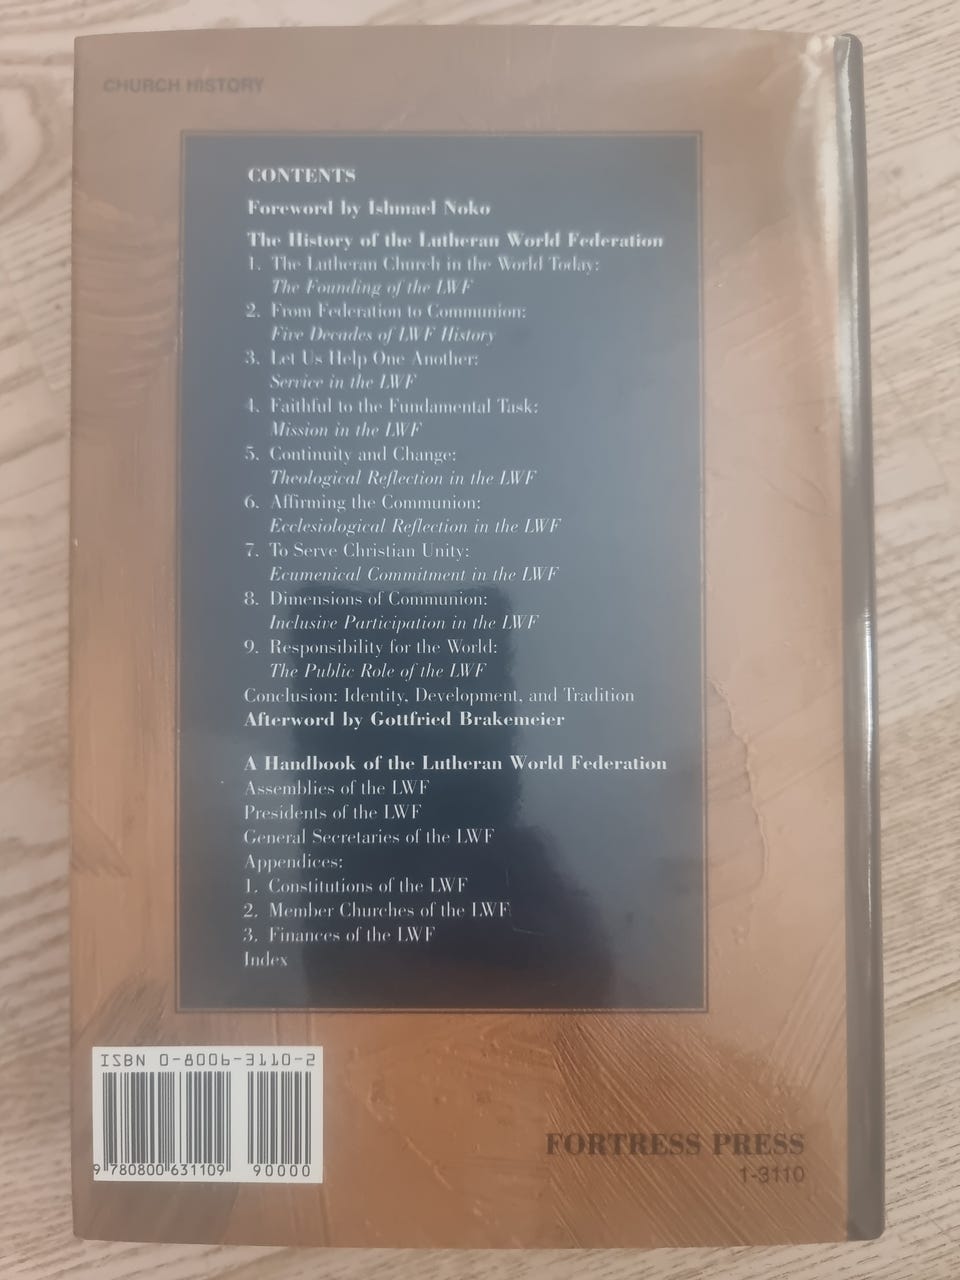 CHURCH HISTORY
CONTENTS
Foreword by Ishmael Noko
The History of the Lutheran World Federation
1. The Lutheran Church in the World Today:
The Founding of the LWF
2. From Federation to Communion:
Five Decades of LWF History
3. Let Us Help One Another:
Service in the LWF
4. Faithful to the Fundamental Task:
Mission in the LWF
5. Continuity and Change:
Theological Reflection in the LWF
6. Affirming the Communion:
Ecclesiological Reflection in the LWF
7. To Serve Christian Unity:
Ecumenical Commitment in the LWF
8. Dimensions of Communion:
Inclusive Participation in the LWF
9. Responsibility for the World:
The Public Role of the LWF
Conclusion: Identity, Development, and Tradition
Afterword by Gottfried Brakemeier
A Handbook of the Lutheran World Federation
Assemblies of the LWF
Presidents of the LWF
General Secretaries of the LWF
Appendices:
1. Constitutions of the LWF
2. Member Churches of the LWF
3. Finances of the LWF
Index
ISBN 0-8006-3110-2
9 780800 631109 90000
FORTRESS PRESS
1-3110